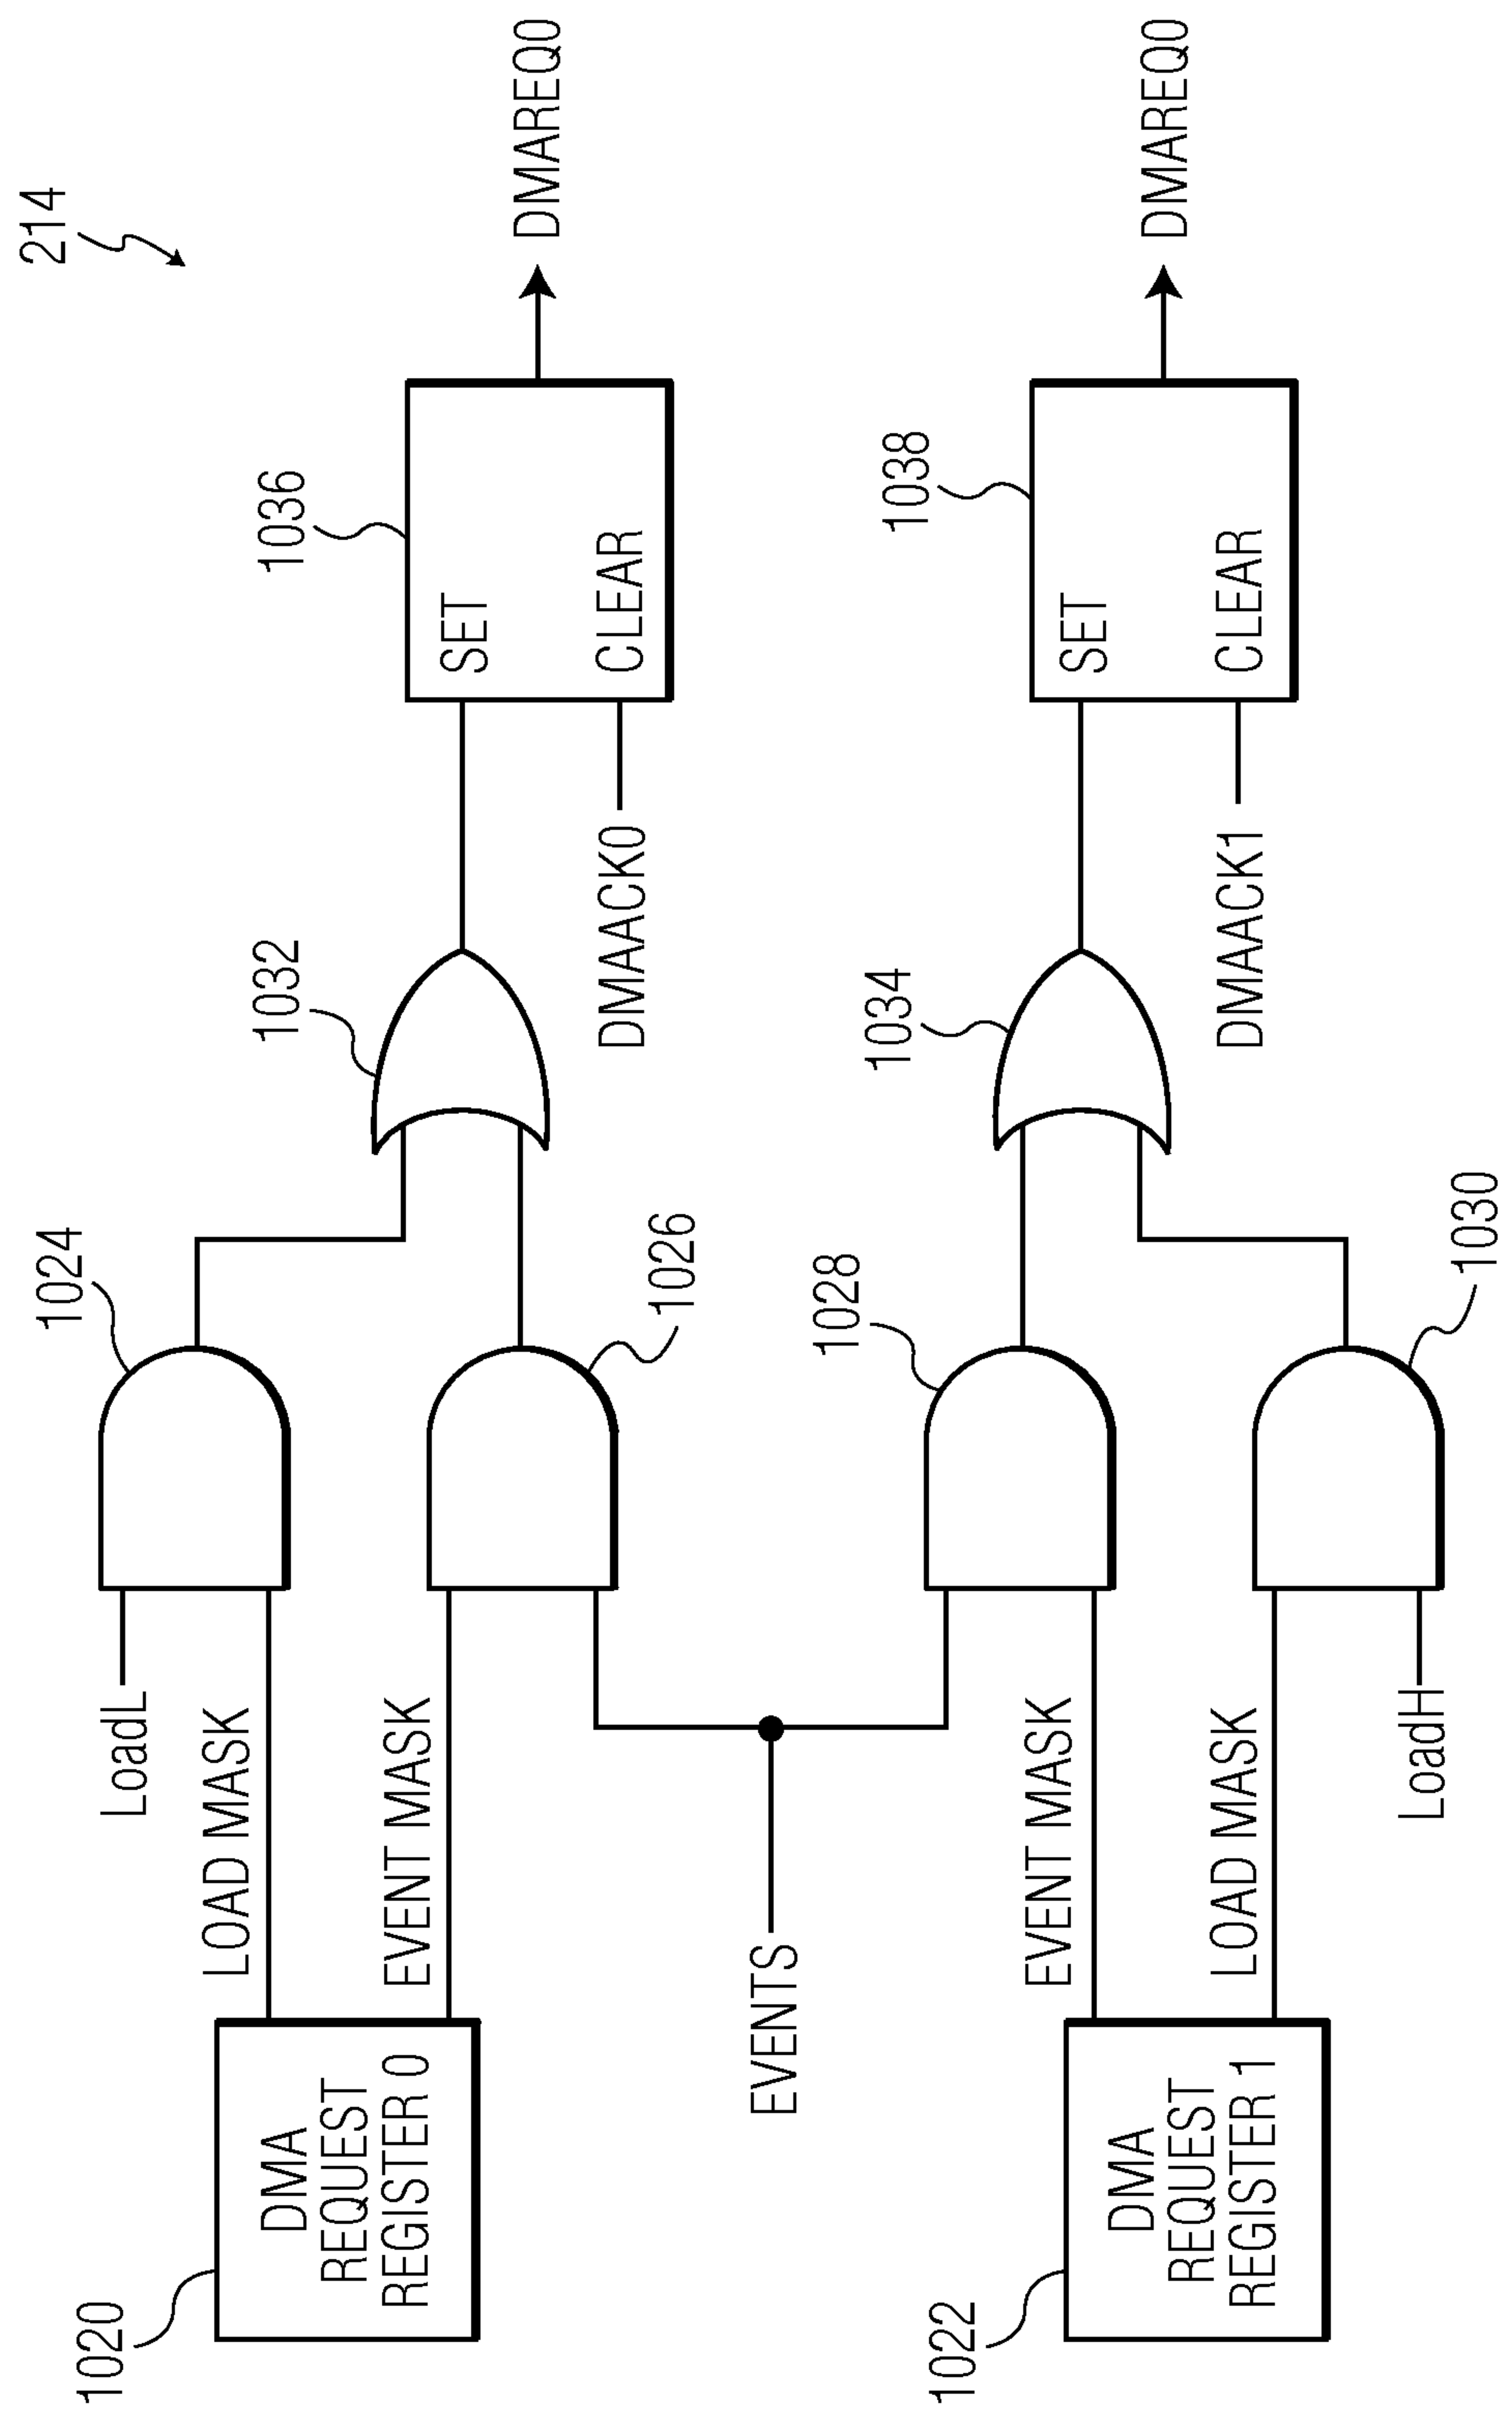 214
1024
1032
1036
LoadL
LOAD MASK
EVENT MASK
1020
DMA
REQUEST
REGISTER 0
SET
CLEAR
DMAREQ0
1026
DMAACK0
EVENTS
1028
1034
1038
EVENT MASK
LOAD MASK
LoadH
1022
DMA
REQUEST
REGISTER 1
SET
CLEAR
DMAREQ0
DMAACK1
1030